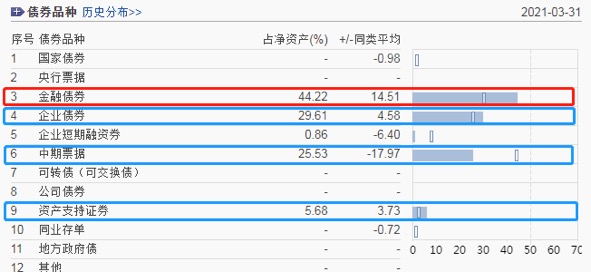 债券品种 历史分布>> 2021-03-31
序号 债券品种 占净资产(%) +/-同类平均
1 国家债券 - -0.98
2 央行票据 - -
3 金融债券 44.22 14.51
4 企业债券 29.61 4.58
5 企业短期融资券 0.86 -6.40
6 中期票据 25.53 -17.97
7 可转债（可交换债） - -
8 公司债券 - -
9 资产支持证券 5.68 3.73
10 同业存单 - -0.72
11 地方政府债 - - 0 10 20 30 40 50 60 70
12 其他 - -